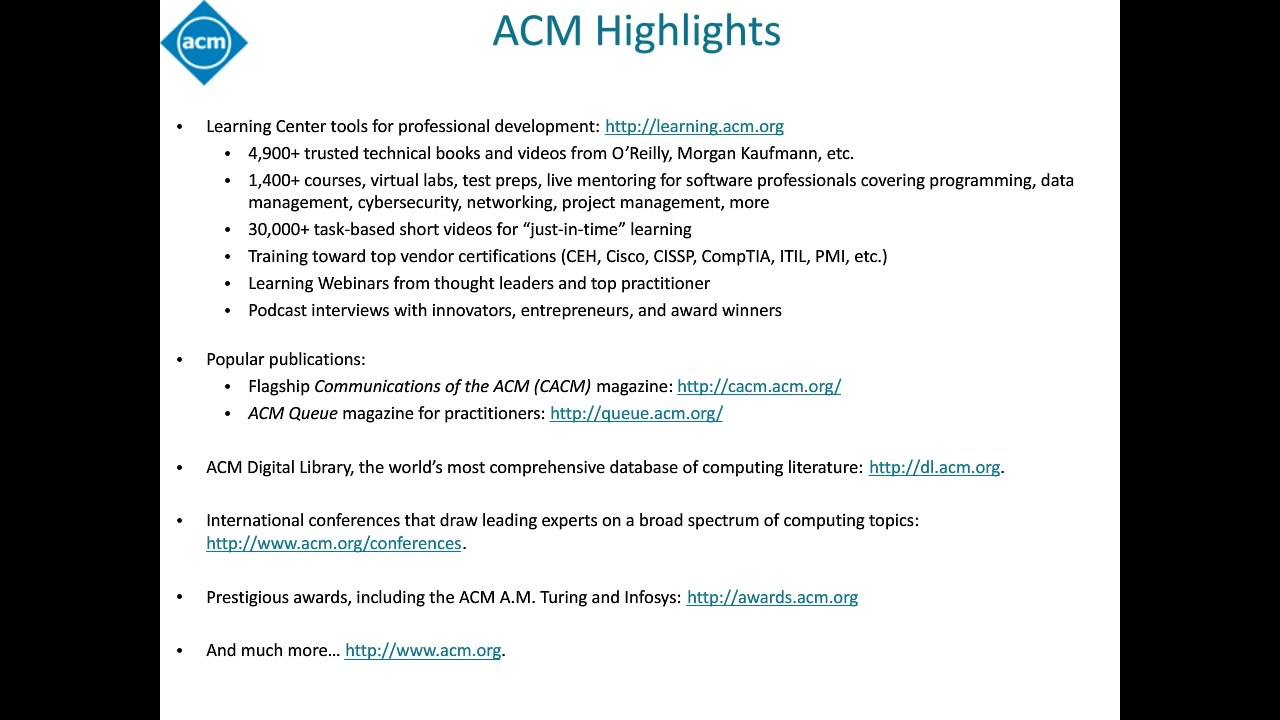 acm
ACM Highlights
• Learning Center tools for professional development: http://learning.acm.org
• 4,900+ trusted technical books and videos from O’Reilly, Morgan Kaufmann, etc.
• 1,400+ courses, virtual labs, test preps, live mentoring for software professionals covering programming, data
management, cybersecurity, networking, project management, more
• 30,000+ task-based short videos for “just-in-time” learning
• Training toward top vendor certifications (CEH, Cisco, CISSP, CompTIA, ITIL, PMI, etc.)
• Learning Webinars from thought leaders and top practitioner
• Podcast interviews with innovators, entrepreneurs, and award winners
• Popular publications:
• Flagship Communications of the ACM (CACM) magazine: http://cacm.acm.org/
• ACM Queue magazine for practitioners: http://queue.acm.org/
• ACM Digital Library, the world’s most comprehensive database of computing literature: http://dl.acm.org.
• International conferences that draw leading experts on a broad spectrum of computing topics:
http://www.acm.org/conferences.
• Prestigious awards, including the ACM A.M. Turing and Infosys: http://awards.acm.org
• And much more… http://www.acm.org.